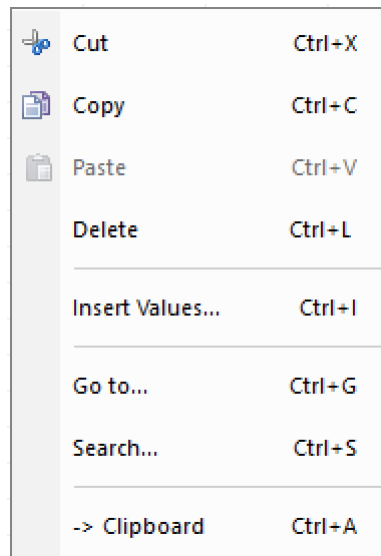 Cut Ctrl+X
Copy Ctrl+C
Paste Ctrl+V
Delete Ctrl+L
Insert Values... Ctrl+I
Go to... Ctrl+G
Search... Ctrl+S
-> Clipboard Ctrl+A